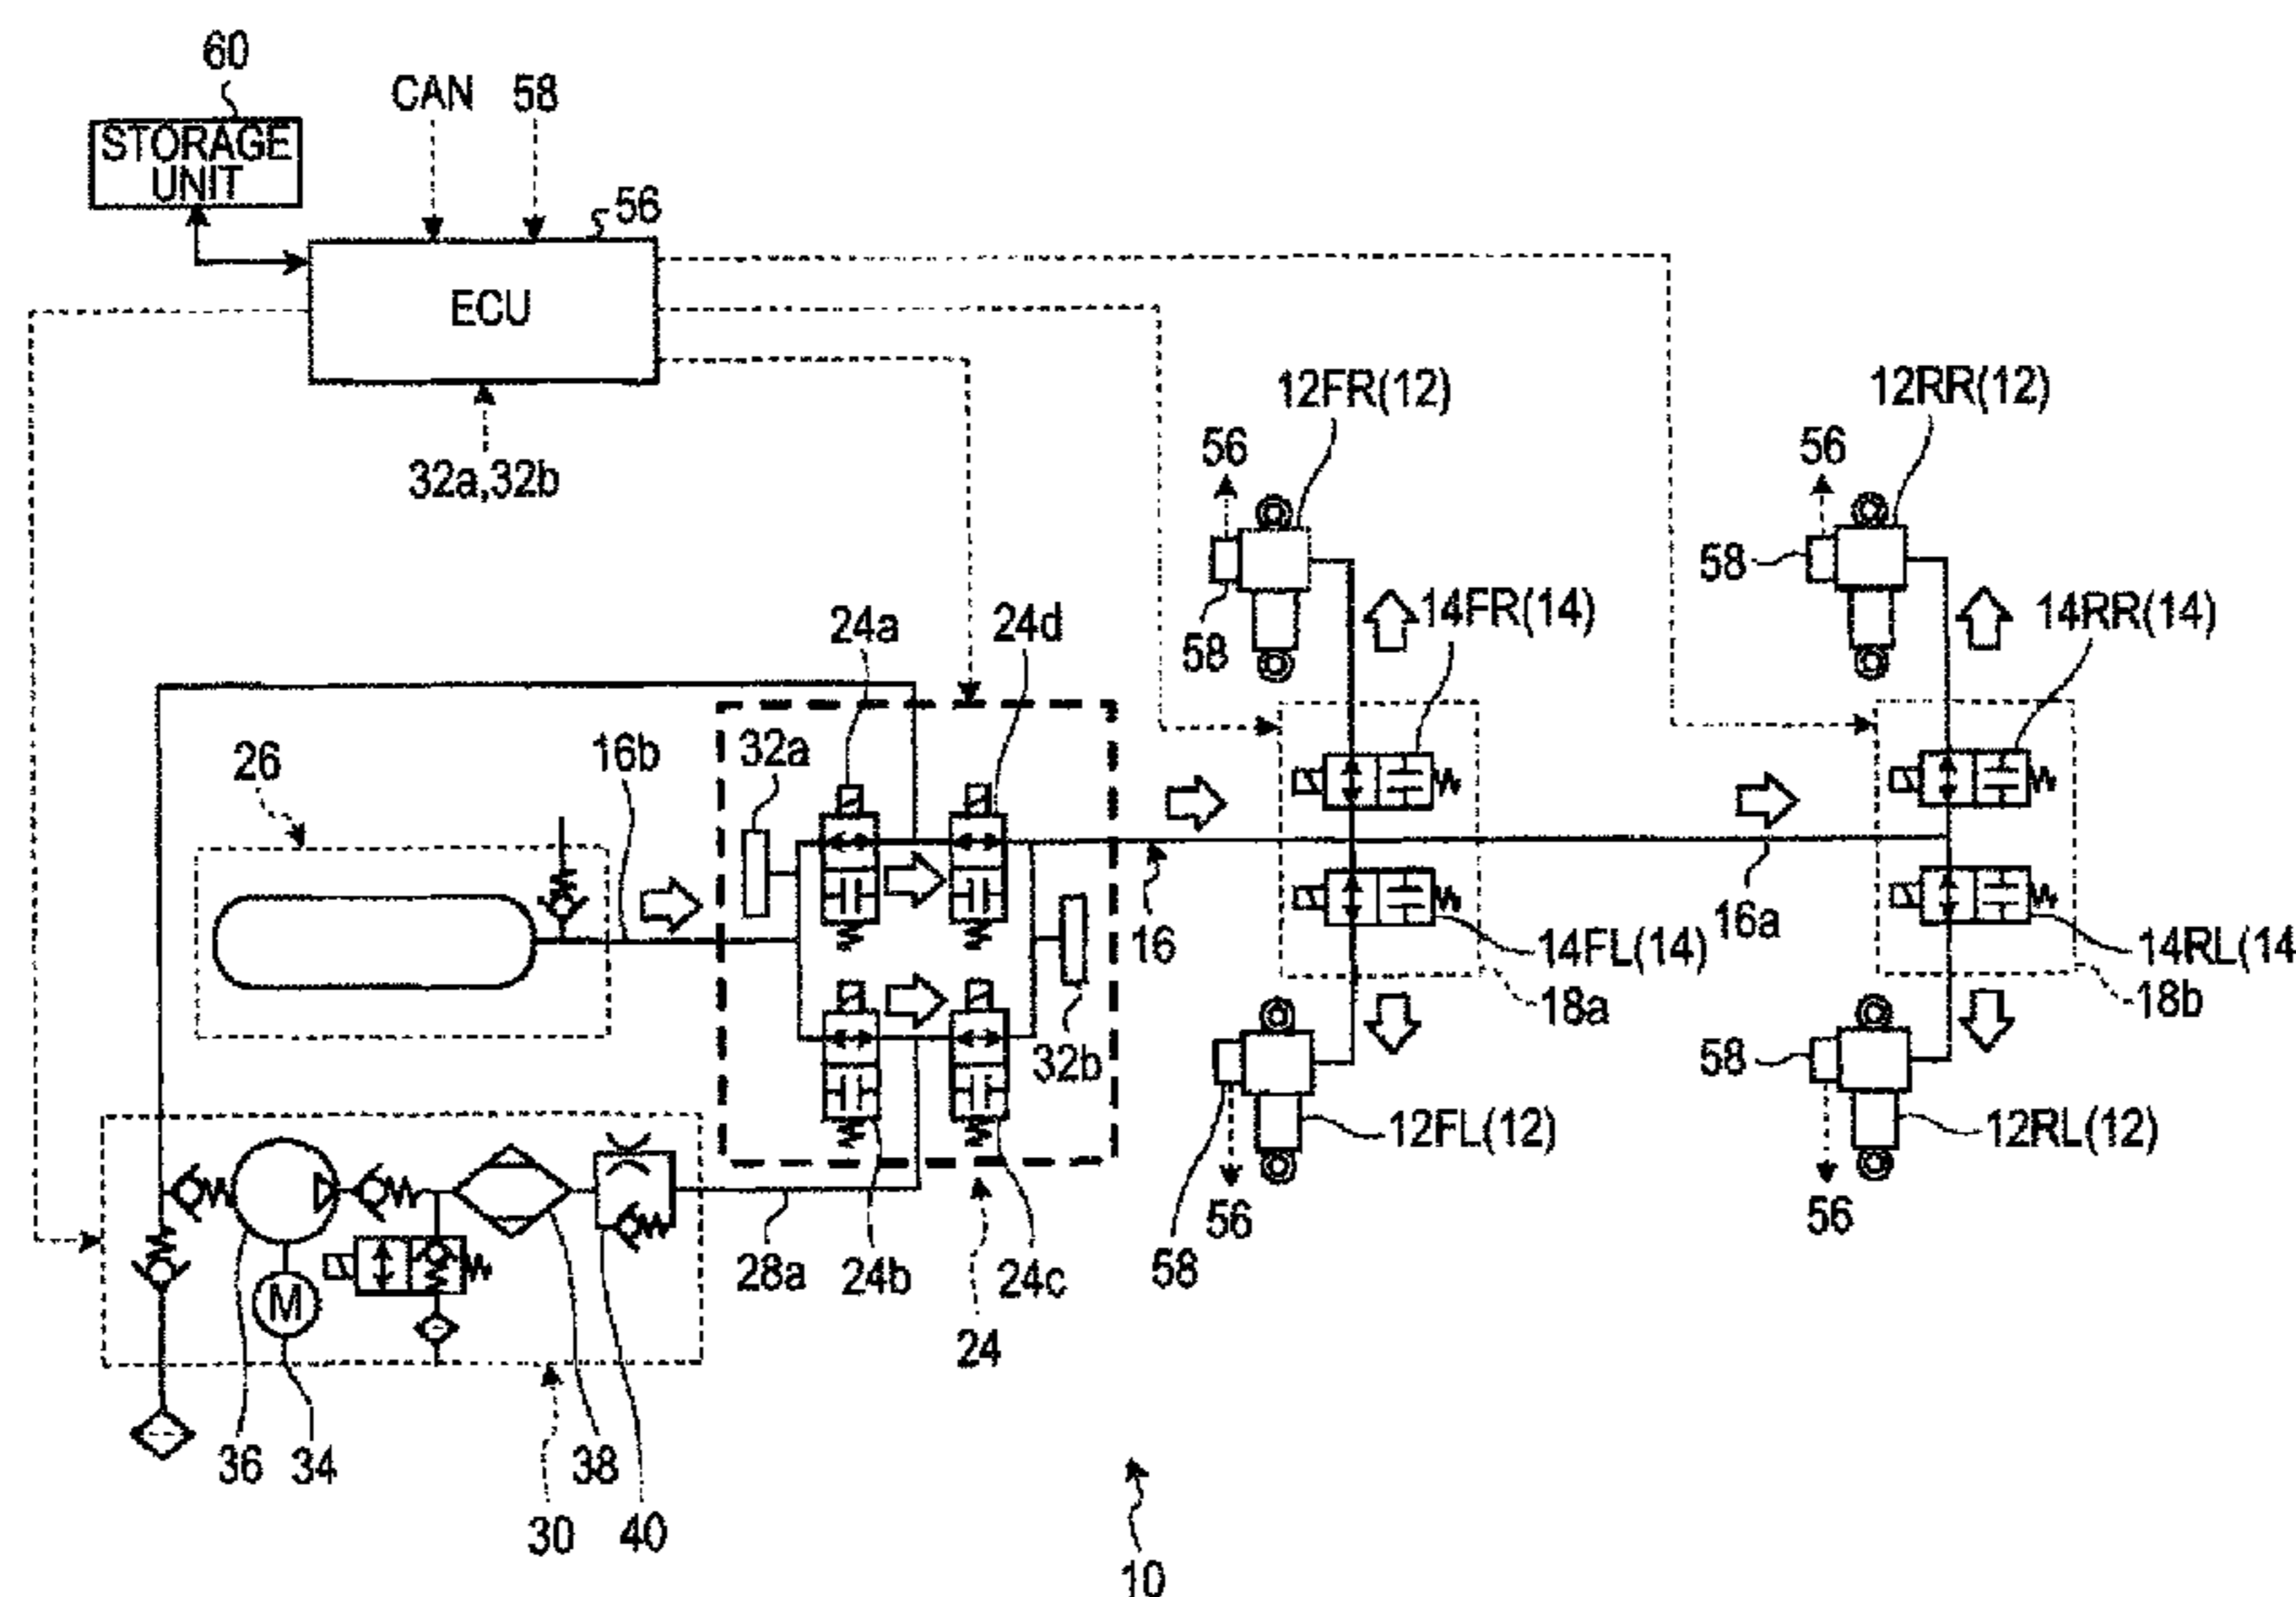 60
CAN 58
STORAGE
UNIT
56
ECU
32a,32b
12FR(12)
12RR(12)
56
56
58
58
14FR(14)
14RR(14)
24a
24d
32a
16b
26
16
16a
14FL(14)
14RL(14
18a
18b
32b
58
12FL(12)
12RL(12)
56
56
58
28a
24b
24c
24
M
36
34
38
30
40
10